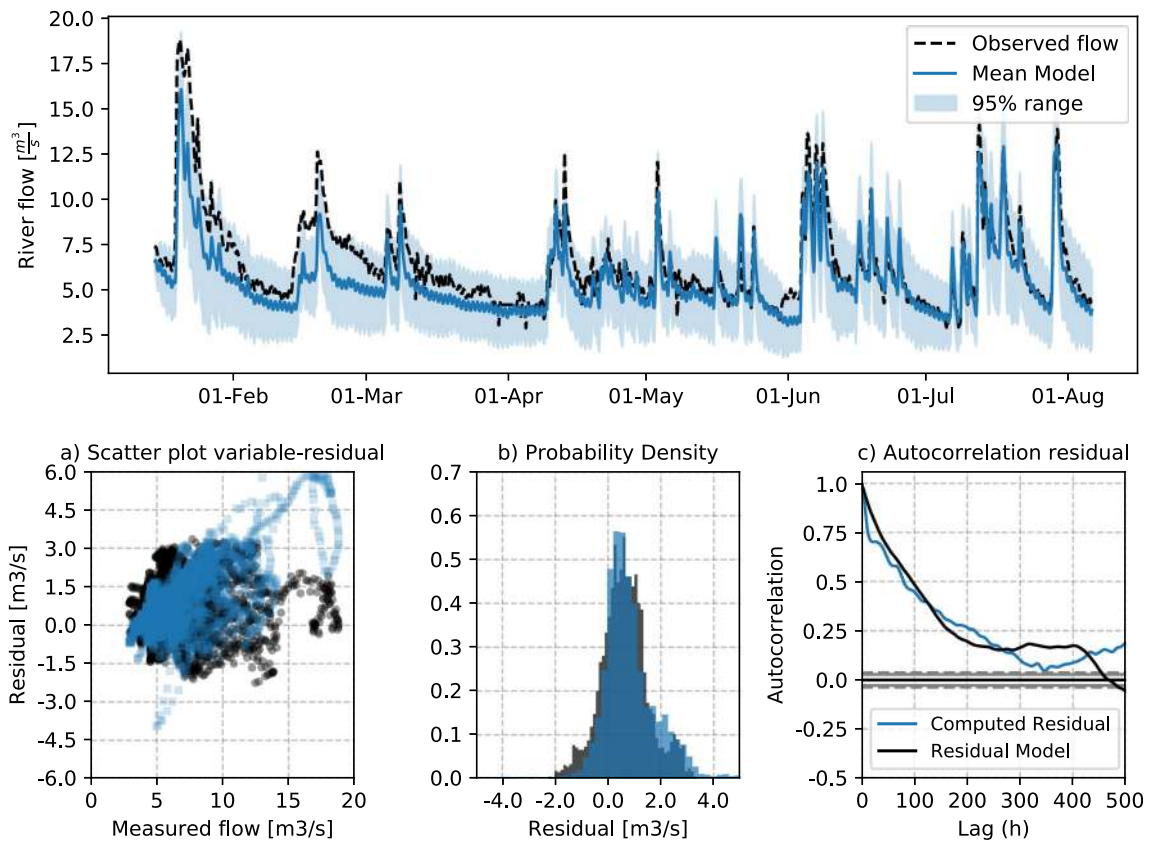 20.0
17.5
15.0
12.5
10.0
7.5
5.0
2.5
River flow [m³/s]
Observed flow
Mean Model
95% range
01-Feb 01-Mar 01-Apr 01-May 01-Jun 01-Jul 01-Aug
a) Scatter plot variable-residual
6.0
4.5
3.0
1.5
0.0
-1.5
-3.0
-4.5
-6.0
Residual [m3/s]
0 5 10 15 20
Measured flow [m3/s]
b) Probability Density
0.7
0.6
0.5
0.4
0.3
0.2
0.1
0.0
-4.0 -2.0 0.0 2.0 4.0
Residual [m3/s]
c) Autocorrelation residual
1.0
0.75
0.5
0.25
0.0
-0.25
-0.5
Autocorrelation
Computed Residual
Residual Model
0 100 200 300 400 500
Lag (h)